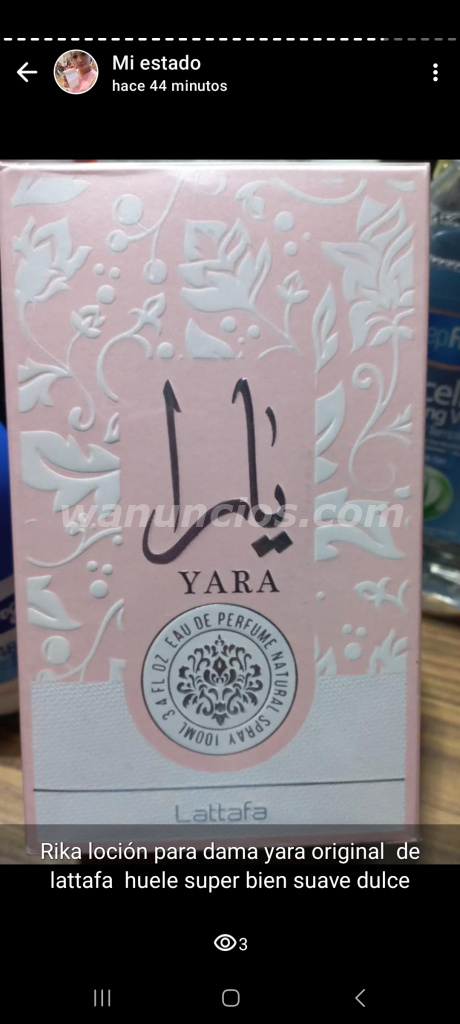 Mi estado
hace 44 minutos
يارا
wanuncios.com
YARA
EAU DE PERFUME NATURAL SPRAY 100ML 3.4 FL OZ
Lattafa
Rika loción para dama yara original de
lattafa huele super bien suave dulce
3